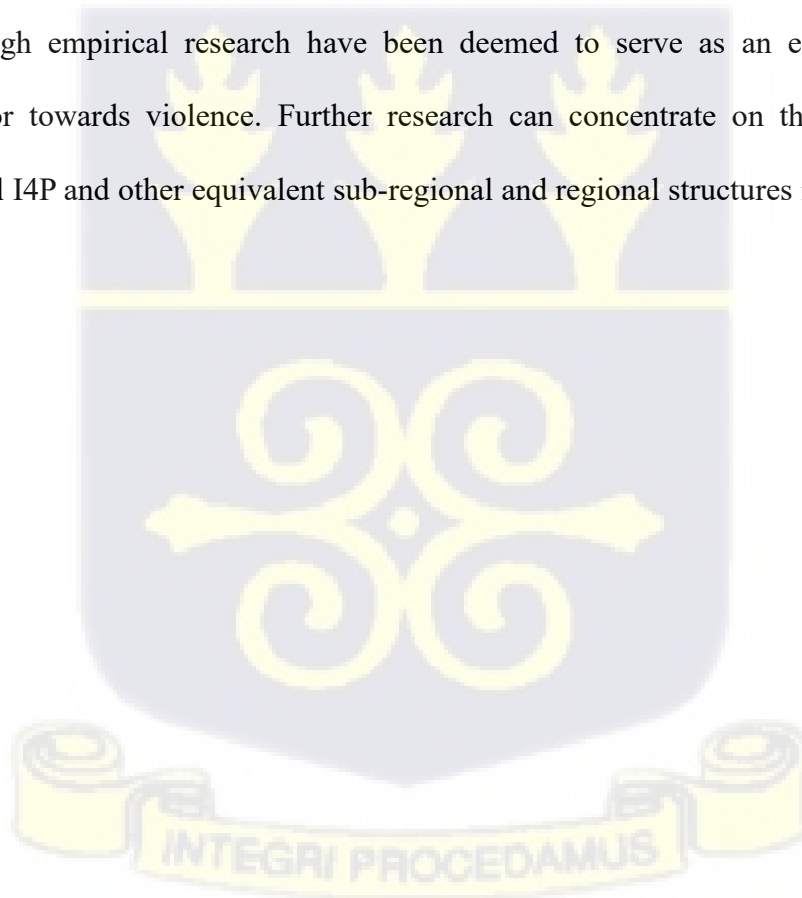 gh empirical research have been deemed to serve as an e
or towards violence. Further research can concentrate on th
l I4P and other equivalent sub-regional and regional structures
INTEGRI PROCEDAMUS